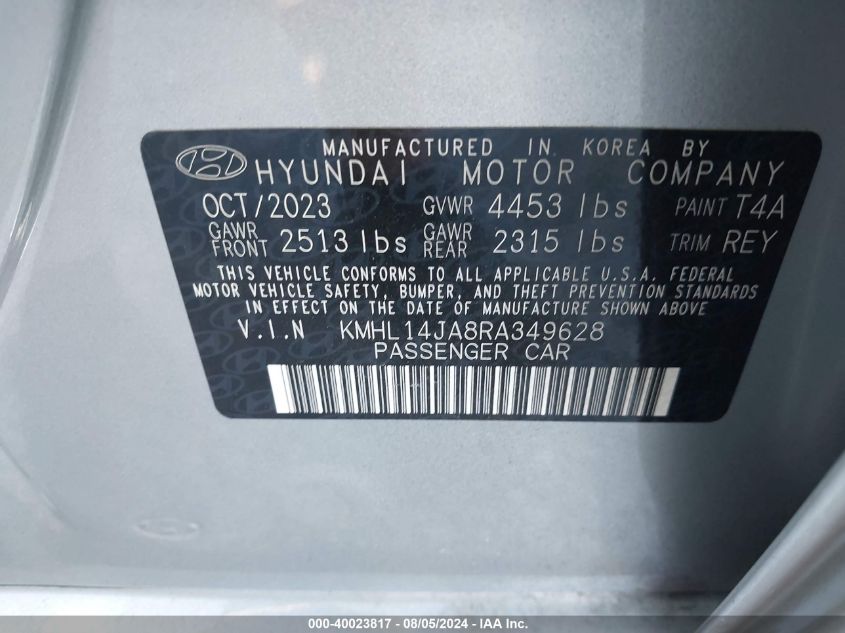 MANUFACTURED IN KOREA BY
HYUNDAI MOTOR COMPANY
OCT/2023 GVWR 4453 lbs PAINT T4A
GAWR FRONT 2513 lbs GAWR REAR 2315 lbs TRIM REY
THIS VEHICLE CONFORMS TO ALL APPLICABLE U.S.A. FEDERAL
MOTOR VEHICLE SAFETY, BUMPER, AND THEFT PREVENTION STANDARDS
IN EFFECT ON THE DATE OF MANUFACTURE SHOWN ABOVE
V.I.N KMHL14JA8RA349628
PASSENGER CAR
000-40023817 - 08/05/2024 - IAA Inc.